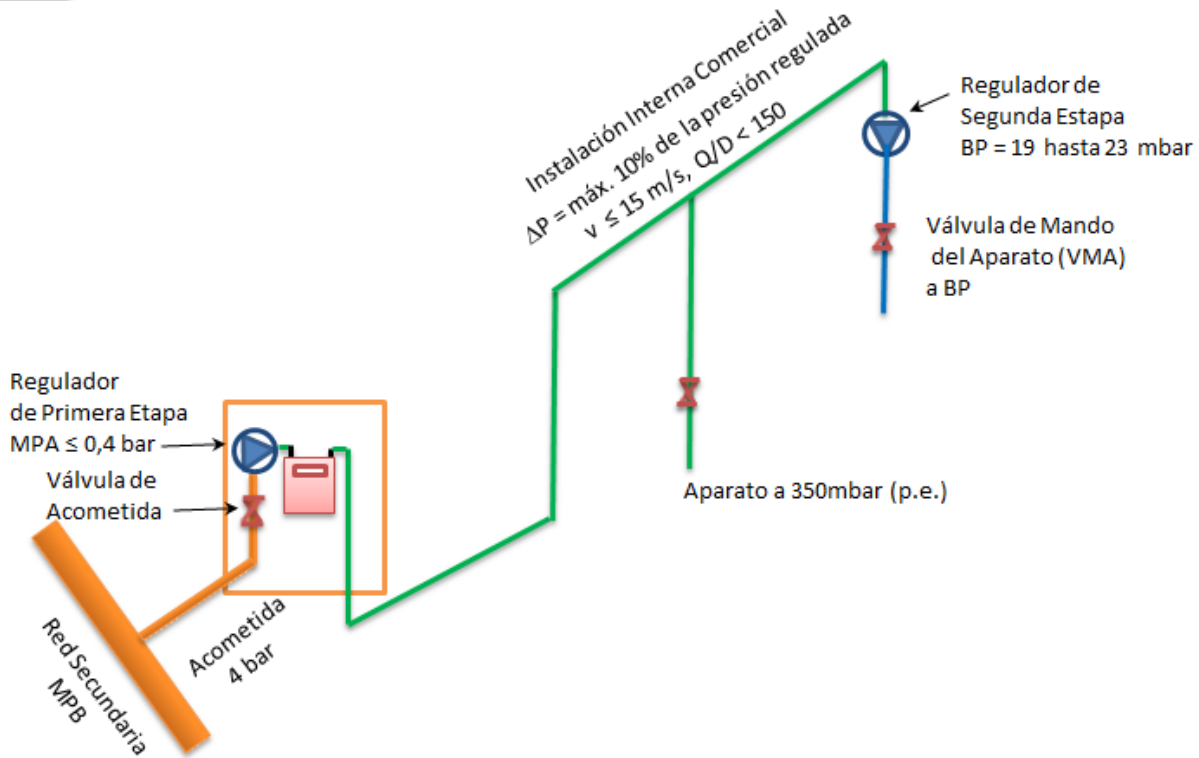 Instalación Interna Comercial
ΔP = máx. 10% de la presión regulada
v ≤ 15 m/s, Q/D < 150
Regulador de
Segunda Estapa
BP = 19 hasta 23 mbar
Válvula de Mando
del Aparato (VMA)
a BP
Regulador
de Primera Etapa
MPA ≤ 0,4 bar
Válvula de
Acometida
Aparato a 350mbar (p.e.)
Acometida
4 bar
Red Secundaria
MPB